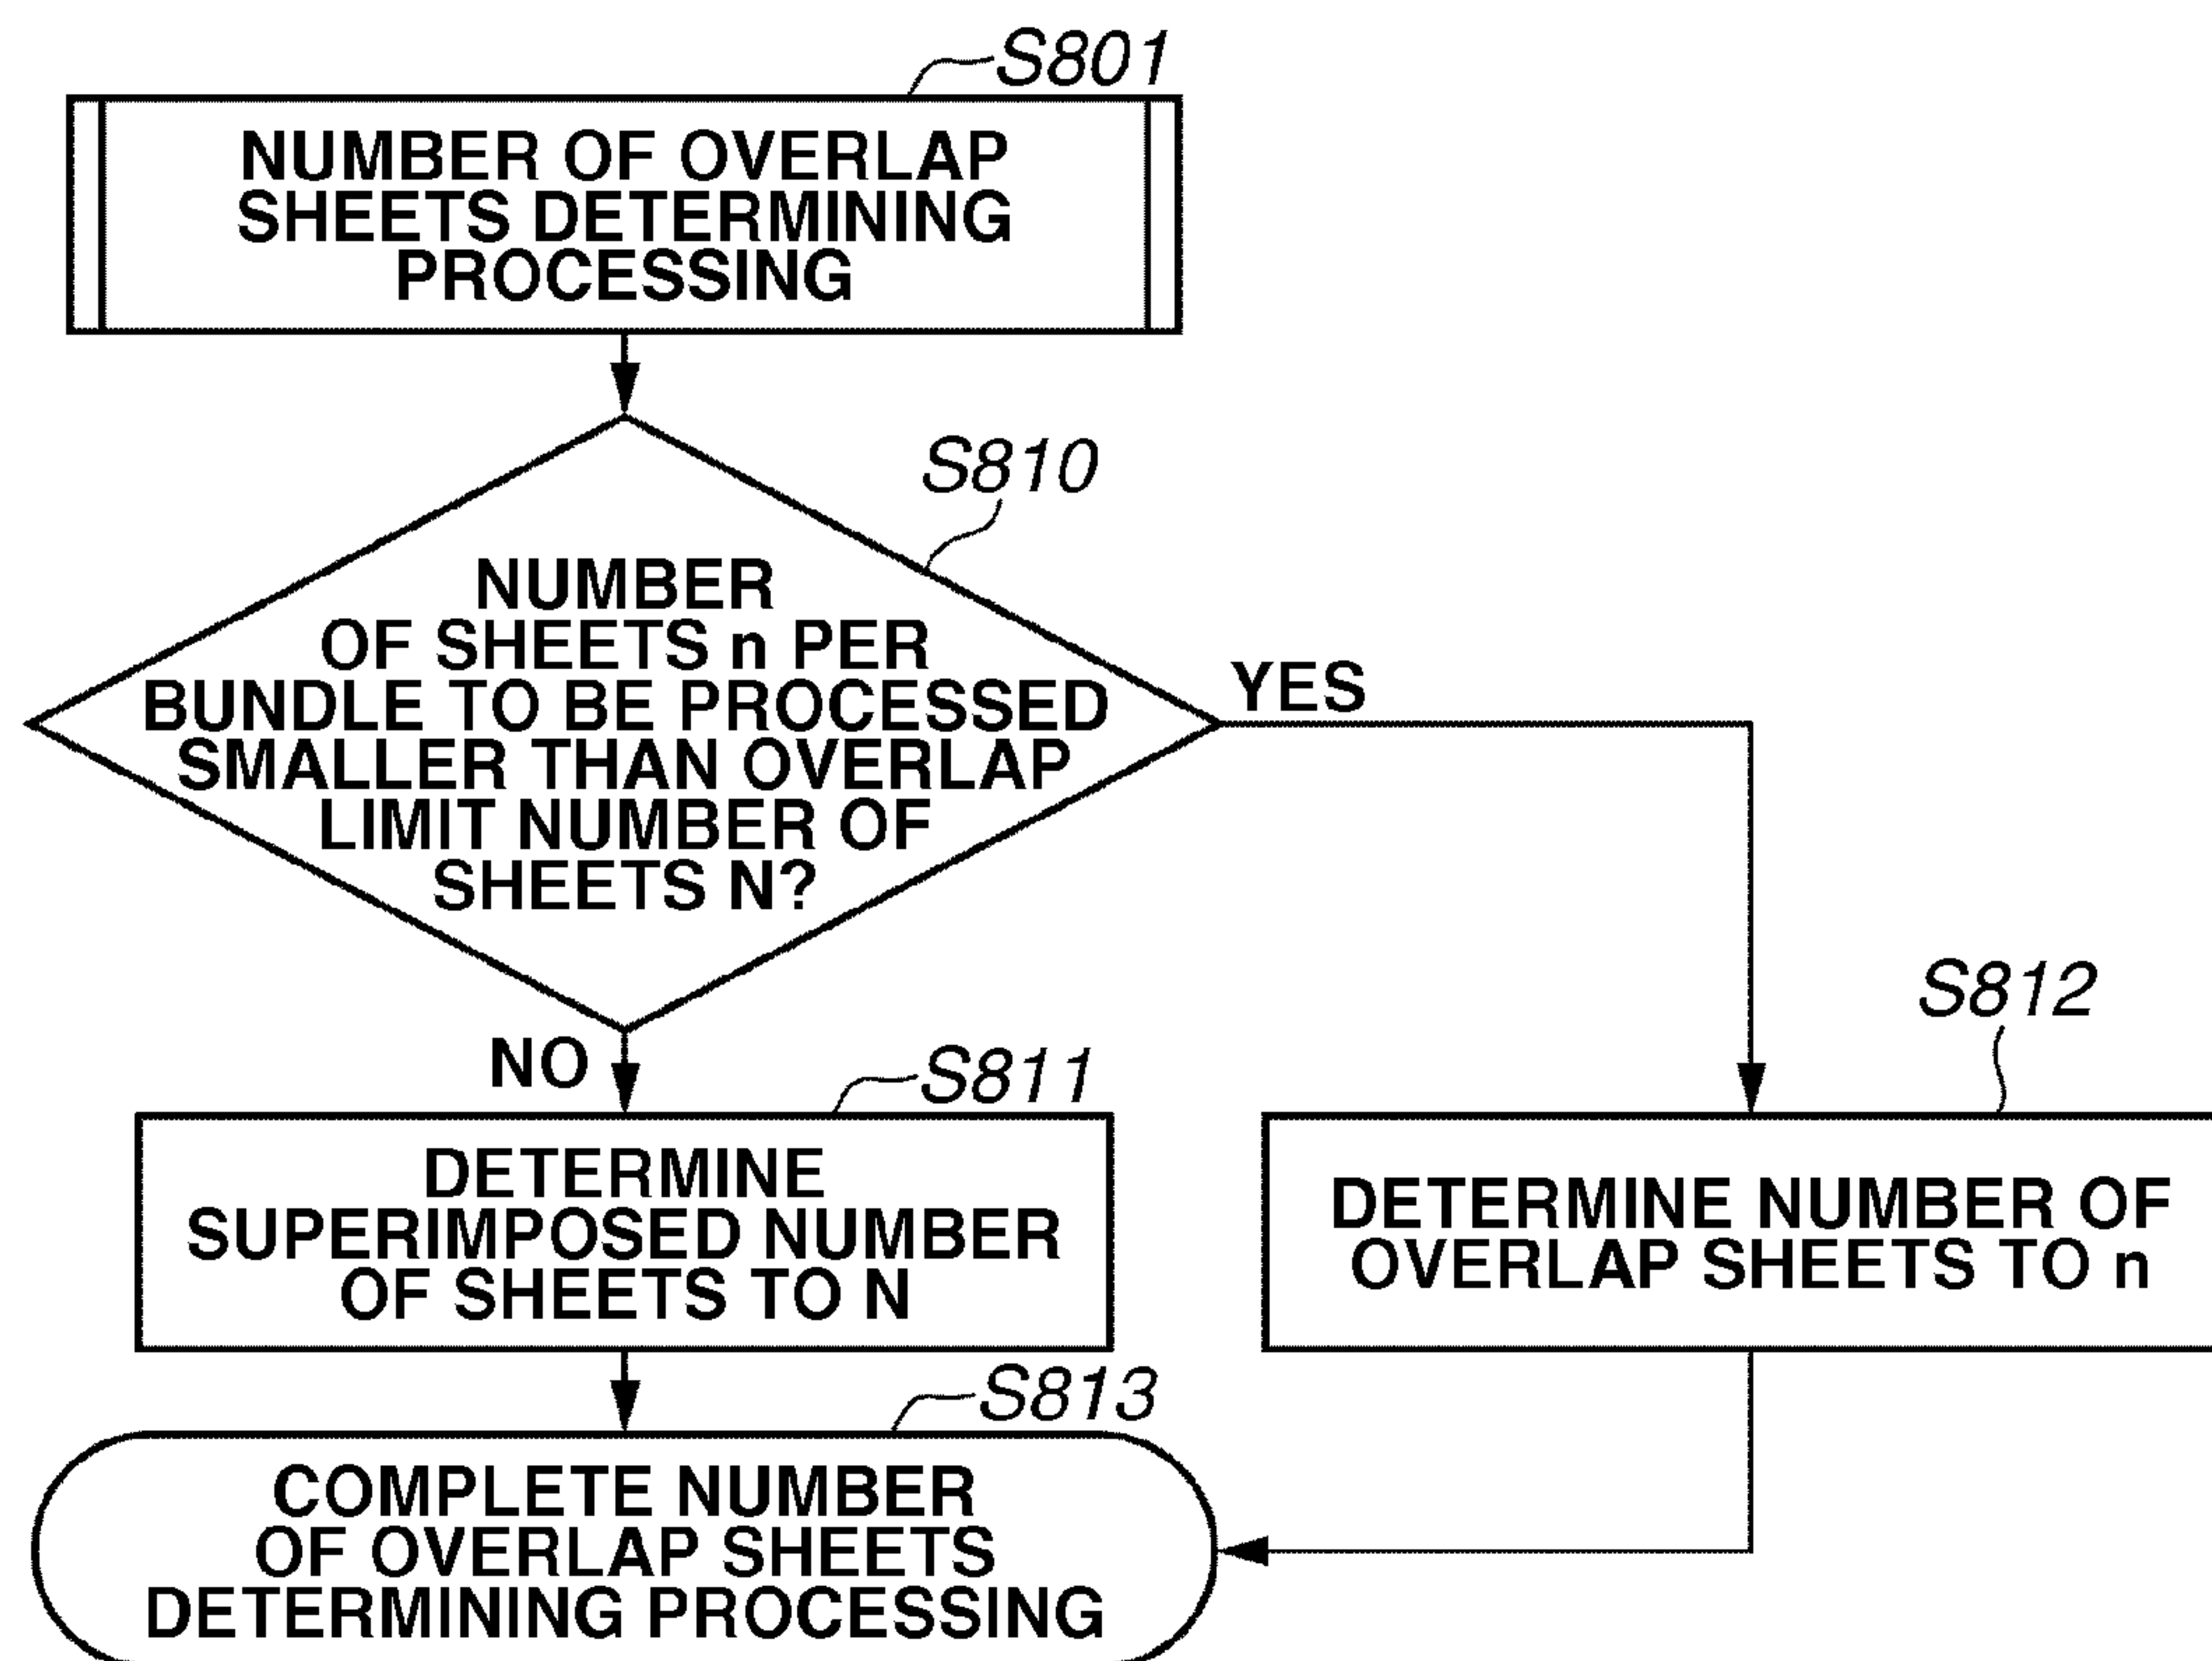 S801
NUMBER OF OVERLAP
SHEETS DETERMINING
PROCESSING
S810
NUMBER
OF SHEETS n PER
BUNDLE TO BE PROCESSED
SMALLER THAN OVERLAP
LIMIT NUMBER OF
SHEETS N?
YES
NO
S811
DETERMINE
SUPERIMPOSED NUMBER
OF SHEETS TO N
S812
DETERMINE NUMBER OF
OVERLAP SHEETS TO n
S813
COMPLETE NUMBER
OF OVERLAP SHEETS
DETERMINING PROCESSING